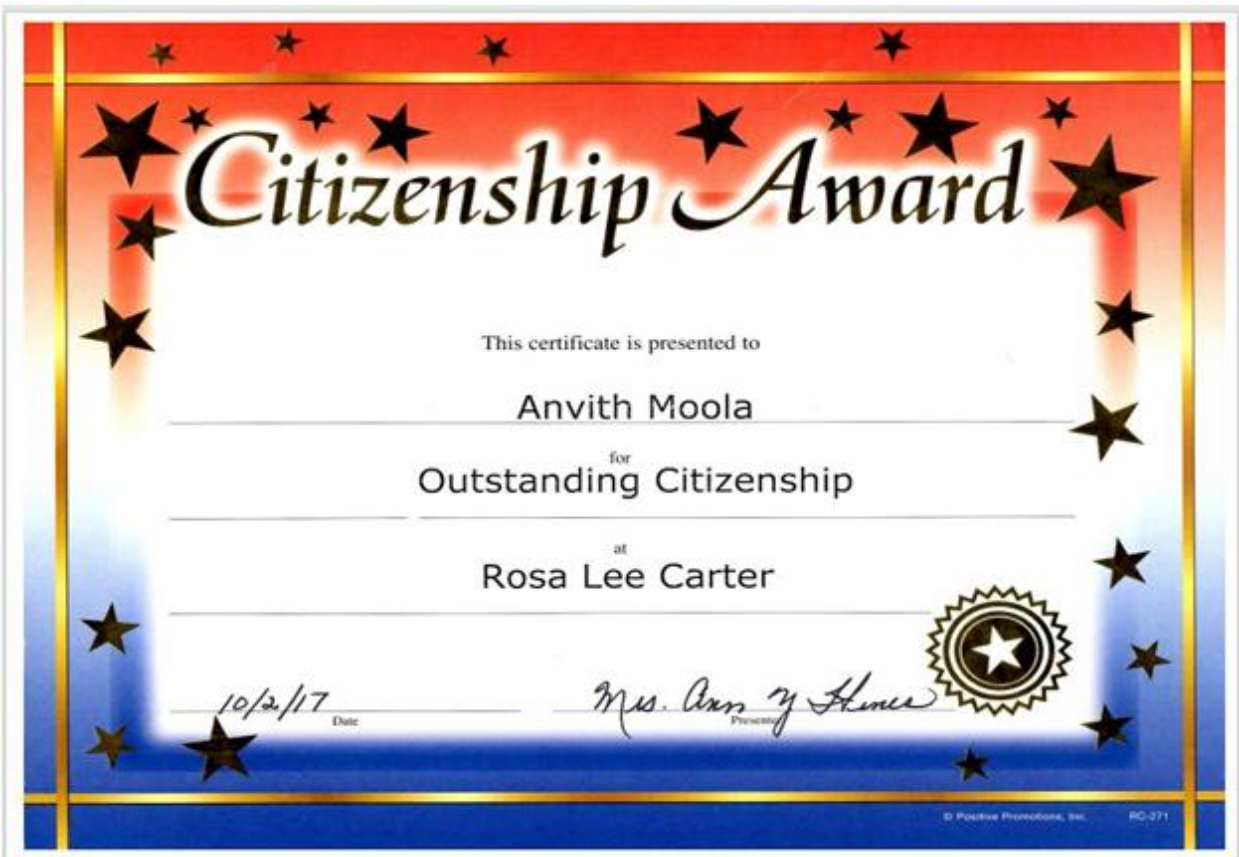 Citizenship Award
This certificate is presented to
Anvith Moola
for
Outstanding Citizenship
at
Rosa Lee Carter
10/2/17 Mrs. Ann Y Hines
Date Presenter
© Positive Promotions, Inc. RC-271